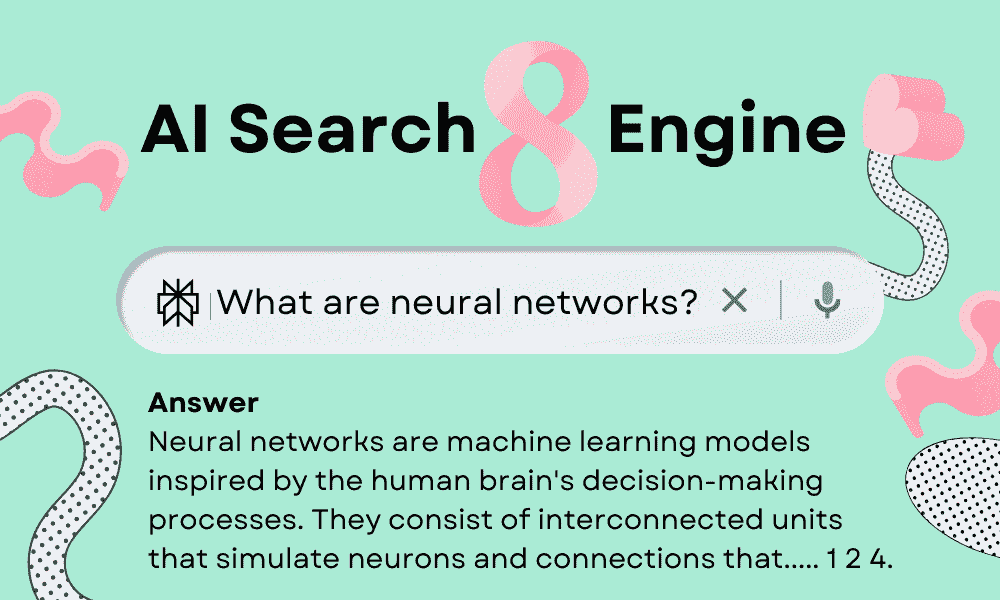 AI Search 8 Engine
What are neural networks?
Answer
Neural networks are machine learning models
inspired by the human brain's decision-making
processes. They consist of interconnected units
that simulate neurons and connections that..... 1 2 4.